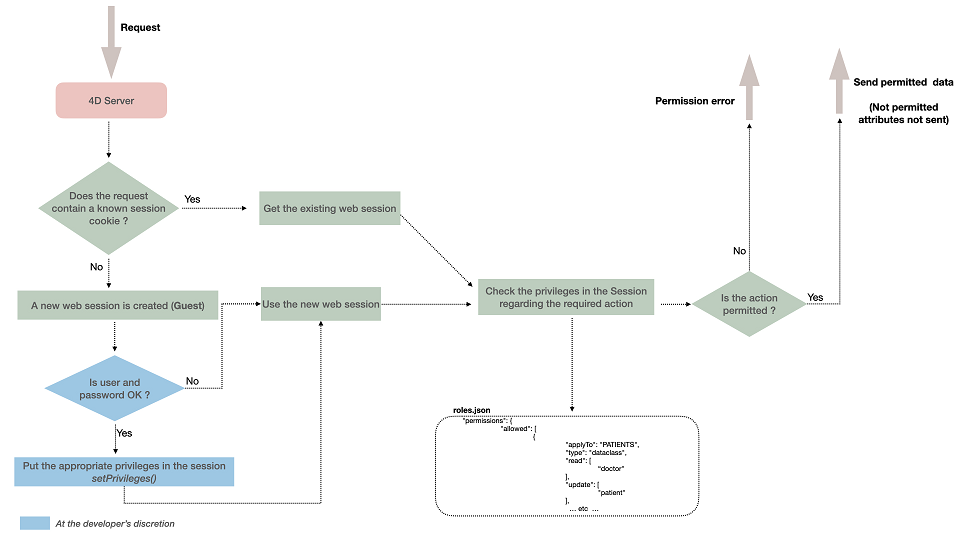 Request
4D Server
Does the request
contain a known session
cookie ?
Yes
No
Get the existing web session
A new web session is created (Guest)
Use the new web session
Is user and
password OK ?
No
Yes
Put the appropriate privileges in the session
setPrivileges()
At the developer's discretion
Check the privileges in the Session
regarding the required action
Is the action
permitted ?
No
Yes
Permission error
Send permitted data
(Not permitted
attributes not sent)
roles.json
"permissions": {
"allowed": [
{
"applyTo": "PATIENTS",
"type": "dataclass",
"read": [
"doctor"
],
"update": [
"patient"
],
... etc ...